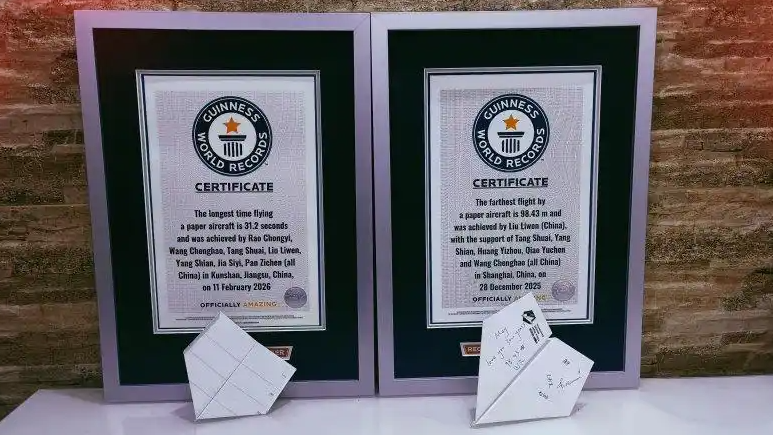 GUINNESS
WORLD RECORDS
CERTIFICATE
The longest time flying
a paper aircraft is 31.2 seconds
and was achieved by Rao Chongyi,
Wang Chenghao, Tang Shuai, Lin Liwen,
Yang Shian, Jia Siyi, Pan Zichen (all
China) in Kunshan, Jiangsu, China,
on 11 February 2026
OFFICIALLY AMAZING
GUINNESS
WORLD RECORDS
CERTIFICATE
The farthest flight by
a paper aircraft is 98.43 m and
was achieved by Liu Liwen (China),
with the support of Tang Shuai, Yang
Shian, Huang Yizhou, Qiao Yuchen
and Wang Chenghao (all China)
in Shanghai, China, on
28 December 2025
OFFICIALLY AMAZING
May